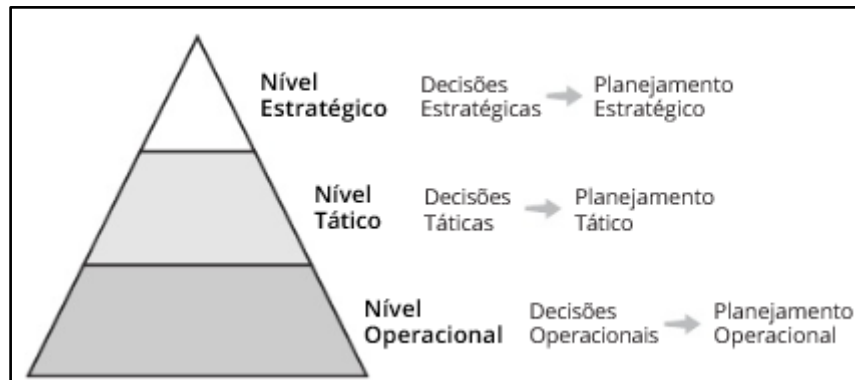 Nível
Estratégico
Decisões
Estratégicas
Planejamento
Estratégico
Nível
Tático
Decisões
Táticas
Planejamento
Tático
Nível
Operacional
Decisões
Operacionais
Planejamento
Operacional